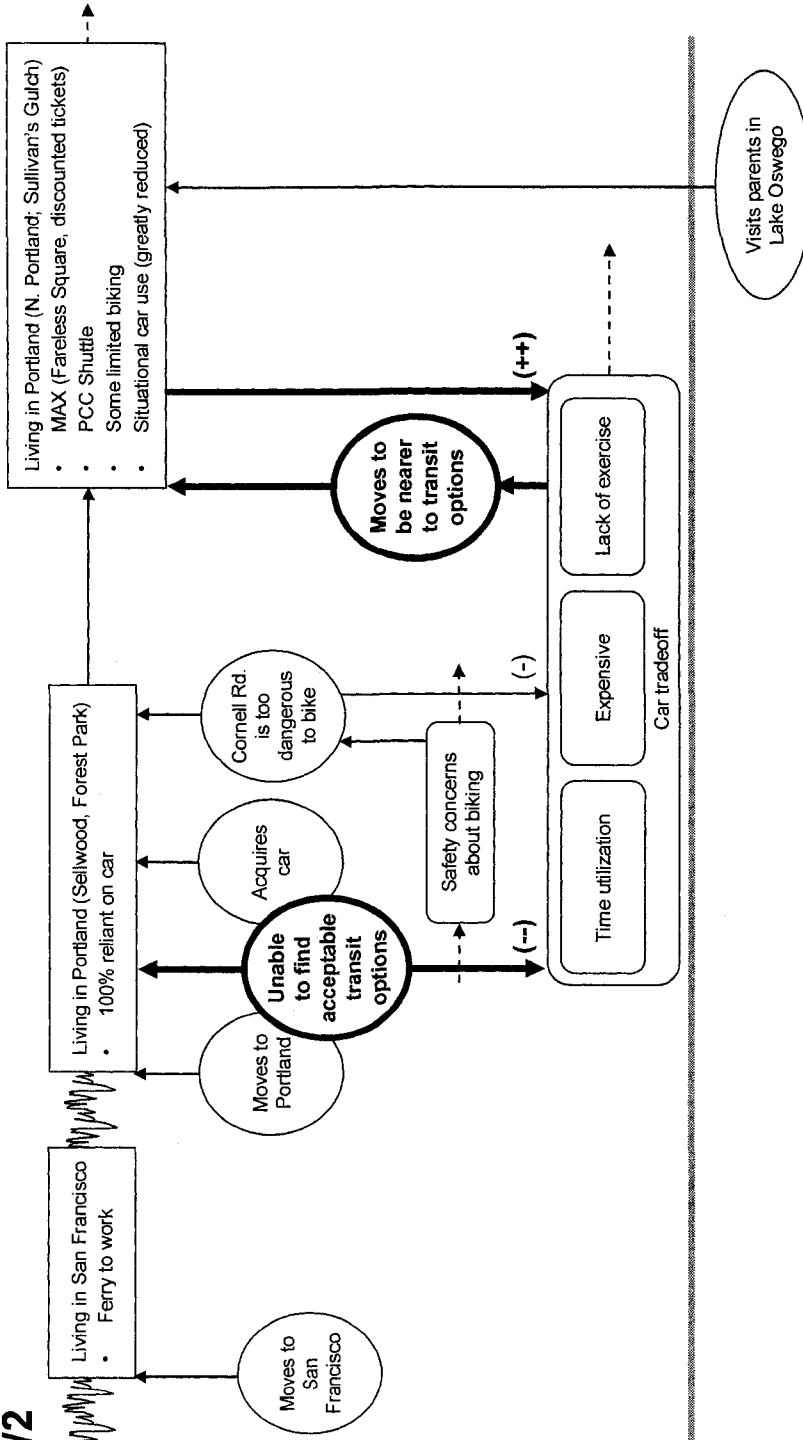 /2
Living in San Francisco
• Ferry to work
Moves to
San
Francisco
Living in Portland (Sellwood, Forest Park)
• 100% reliant on car
Moves to
Portland
Unable
to find
acceptable
transit
options
Acquires
car
Cornell Rd.
is too
dangerous
to bike
Safety concerns
about biking
(--)
(-)
Living in Portland (N. Portland; Sullivan's Gulch)
• MAX (Fareless Square, discounted tickets)
• PCC Shuttle
• Some limited biking
• Situational car use (greatly reduced)
Moves to
be nearer
to transit
options
(++)
Time utilization
Expensive
Lack of exercise
Car tradeoff
Visits parents in
Lake Oswego